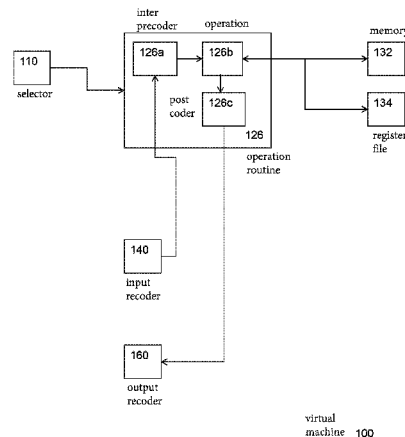 inter
precoder
operation
memory
110
selector
126a
126b
132
post
coder
126c
126
134
operation
routine
register
file
140
input
recoder
160
output
recoder
virtual
machine 100